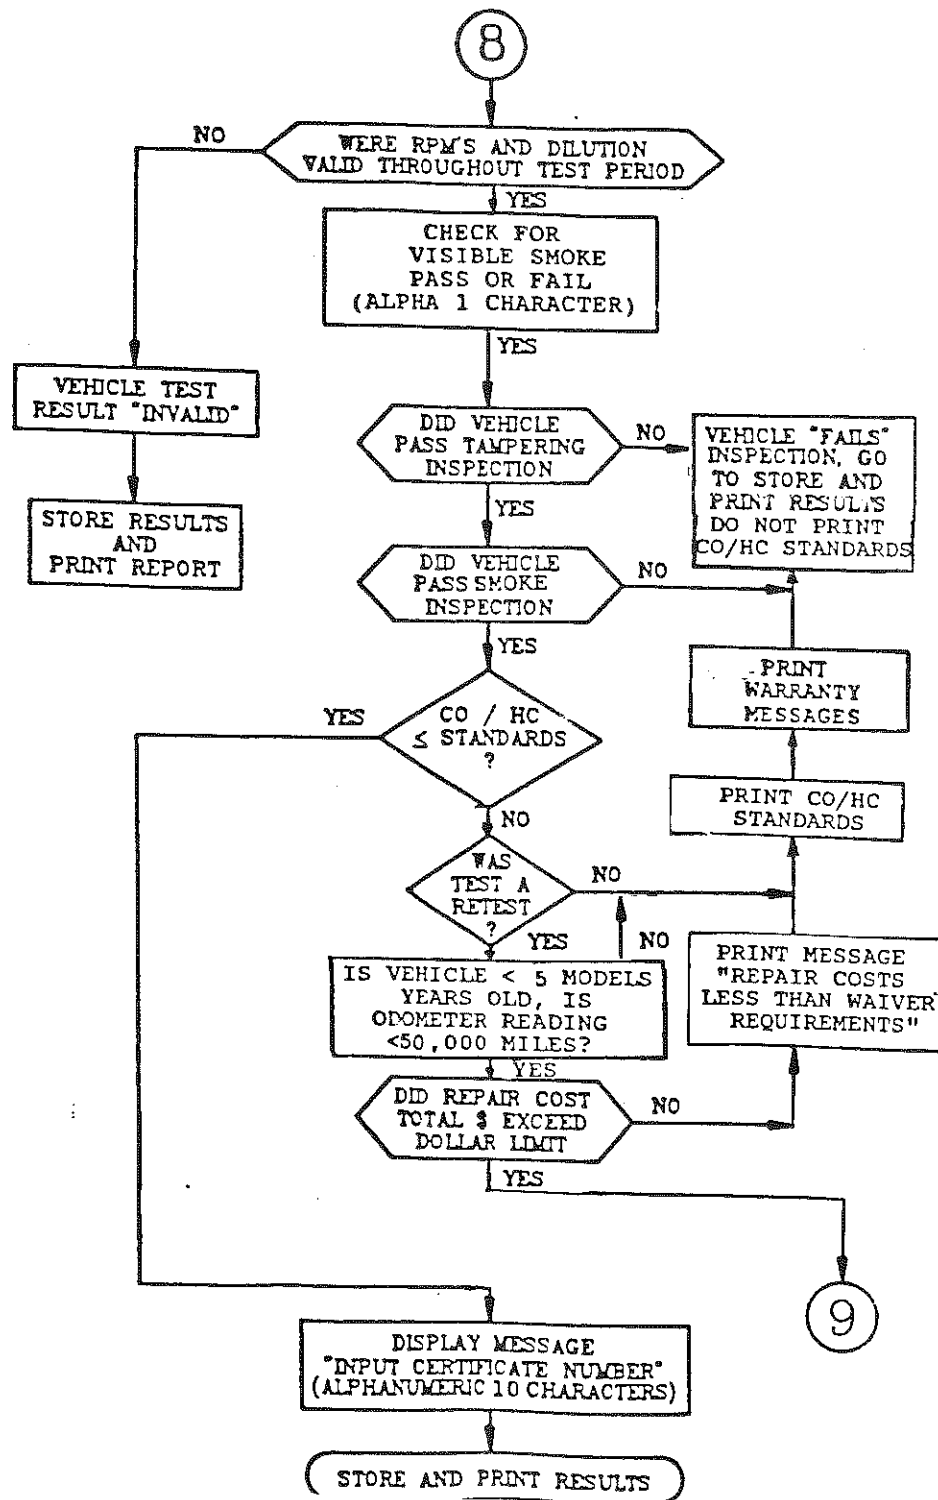 8
NO
WERE RPM'S AND DILUTION
VALID THROUGHOUT TEST PERIOD
YES
CHECK FOR
VISIBLE SMOKE
PASS OR FAIL
(ALPHA 1 CHARACTER)
YES
VEHICLE TEST
RESULT "INVALID"
STORE RESULTS
AND
PRINT REPORT
DID VEHICLE
PASS TAMPERING
INSPECTION
NO
VEHICLE "FAILS"
INSPECTION, GO
TO STORE AND
PRINT RESULTS
DO NOT PRINT
CO/HC STANDARDS
YES
DID VEHICLE
PASS SMOKE
INSPECTION
NO
YES
PRINT
WARRANTY
MESSAGES
YES
CO / HC
≤ STANDARDS
?
PRINT CO/HC
STANDARDS
NO
WAS
TEST A
RETEST
?
NO
YES
NO
IS VEHICLE < 5 MODELS
YEARS OLD, IS
ODOMETER READING
<50,000 MILES?
PRINT MESSAGE
"REPAIR COSTS
LESS THAN WAIVER
REQUIREMENTS"
YES
DID REPAIR COST
TOTAL $ EXCEED
DOLLAR LIMIT
NO
YES
9
DISPLAY MESSAGE
"INPUT CERTIFICATE NUMBER"
(ALPHANUMERIC 10 CHARACTERS)
STORE AND PRINT RESULTS